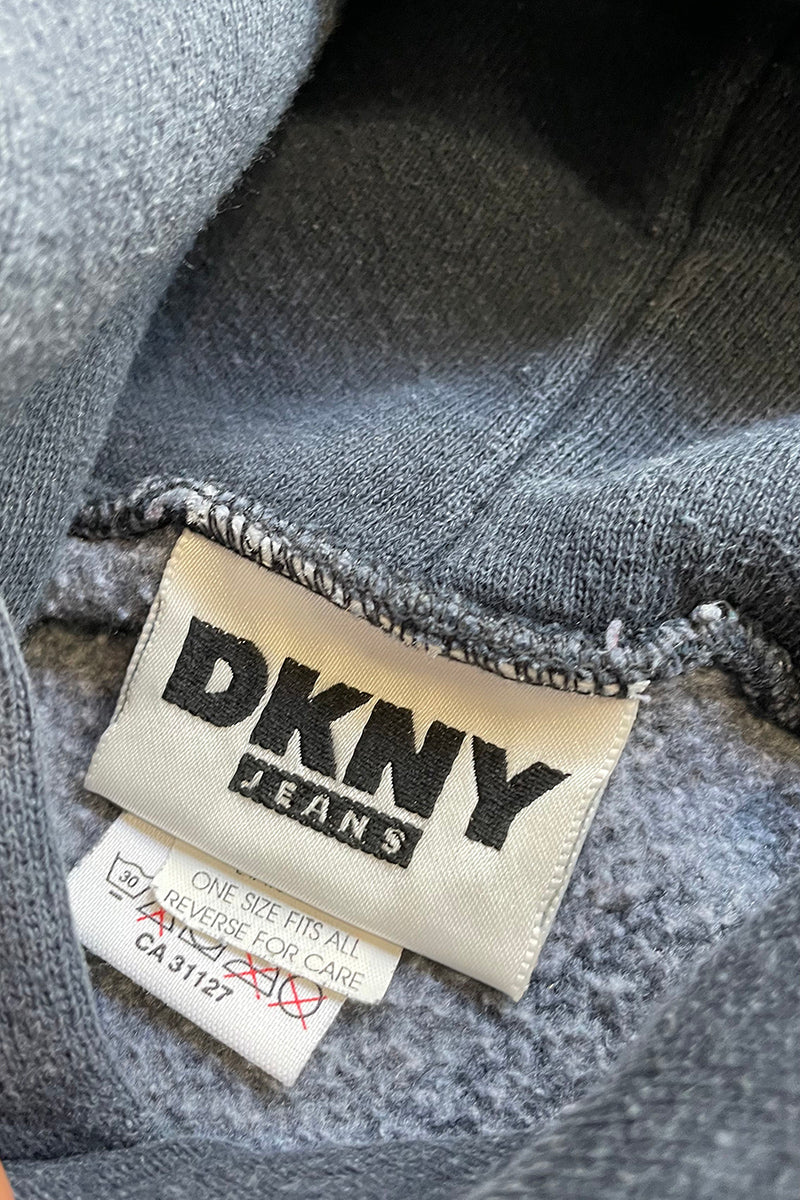 DKNY
JEANS
ONE SIZE FITS ALL
REVERSE FOR CARE
30
CA 31127